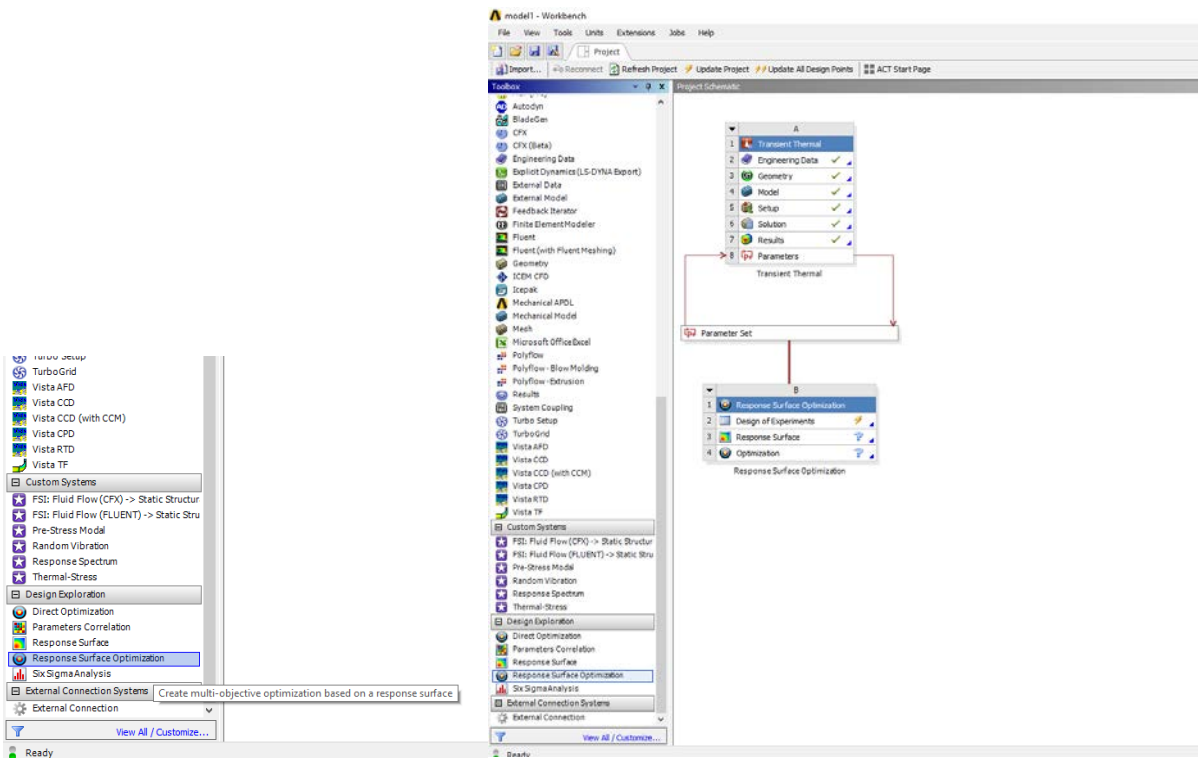 Turbo Setup
TurboGrid
Vista AFD
Vista CCD
Vista CCD (with CCM)
Vista CPD
Vista RTD
Vista TF
Custom Systems
FSI: Fluid Flow (CFX) -> Static Structur
FSI: Fluid Flow (FLUENT) -> Static Stru
Pre-Stress Modal
Random Vibration
Response Spectrum
Thermal-Stress
Design Exploration
Direct Optimization
Parameters Correlation
Response Surface
Response Surface Optimization
Six Sigma Analysis
External Connection Systems
Create multi-objective optimization based on a response surface
External Connection
View All / Customize...
Ready
model1 - Workbench
File View Tools Units Extensions Jobs Help
Project
Import... Reconnect Refresh Project Update Project Update All Design Points ACT Start Page
Toolbox
Autodyn
BladeGen
CFX
CFX (Beta)
Engineering Data
Explicit Dynamics (LS-DYNA Export)
External Data
External Model
Feedback Iterator
Finite Element Modeler
Fluent
Fluent (with Fluent Meshing)
Geometry
ICEM CFD
Icepak
Mechanical APDL
Mechanical Model
Mesh
Microsoft Office Excel
Polyflow
Polyflow - Blow Molding
Polyflow - Extrusion
Results
System Coupling
Turbo Setup
TurboGrid
Vista AFD
Vista CCD
Vista CCD (with CCM)
Vista CPD
Vista RTD
Vista TF
Custom Systems
FSI: Fluid Flow (CFX) -> Static Structur
FSI: Fluid Flow (FLUENT) -> Static Stru
Pre-Stress Modal
Random Vibration
Response Spectrum
Thermal-Stress
Design Exploration
Direct Optimization
Parameters Correlation
Response Surface
Response Surface Optimization
Six Sigma Analysis
External Connection Systems
External Connection
View All / Customize...
Ready
Project Schematic
A
1 Transient Thermal
2 Engineering Data
3 Geometry
4 Model
5 Setup
6 Solution
7 Results
8 Parameters
Transient Thermal
Parameter Set
B
1 Response Surface Optimization
2 Design of Experiments
3 Response Surface
4 Optimization
Response Surface Optimization